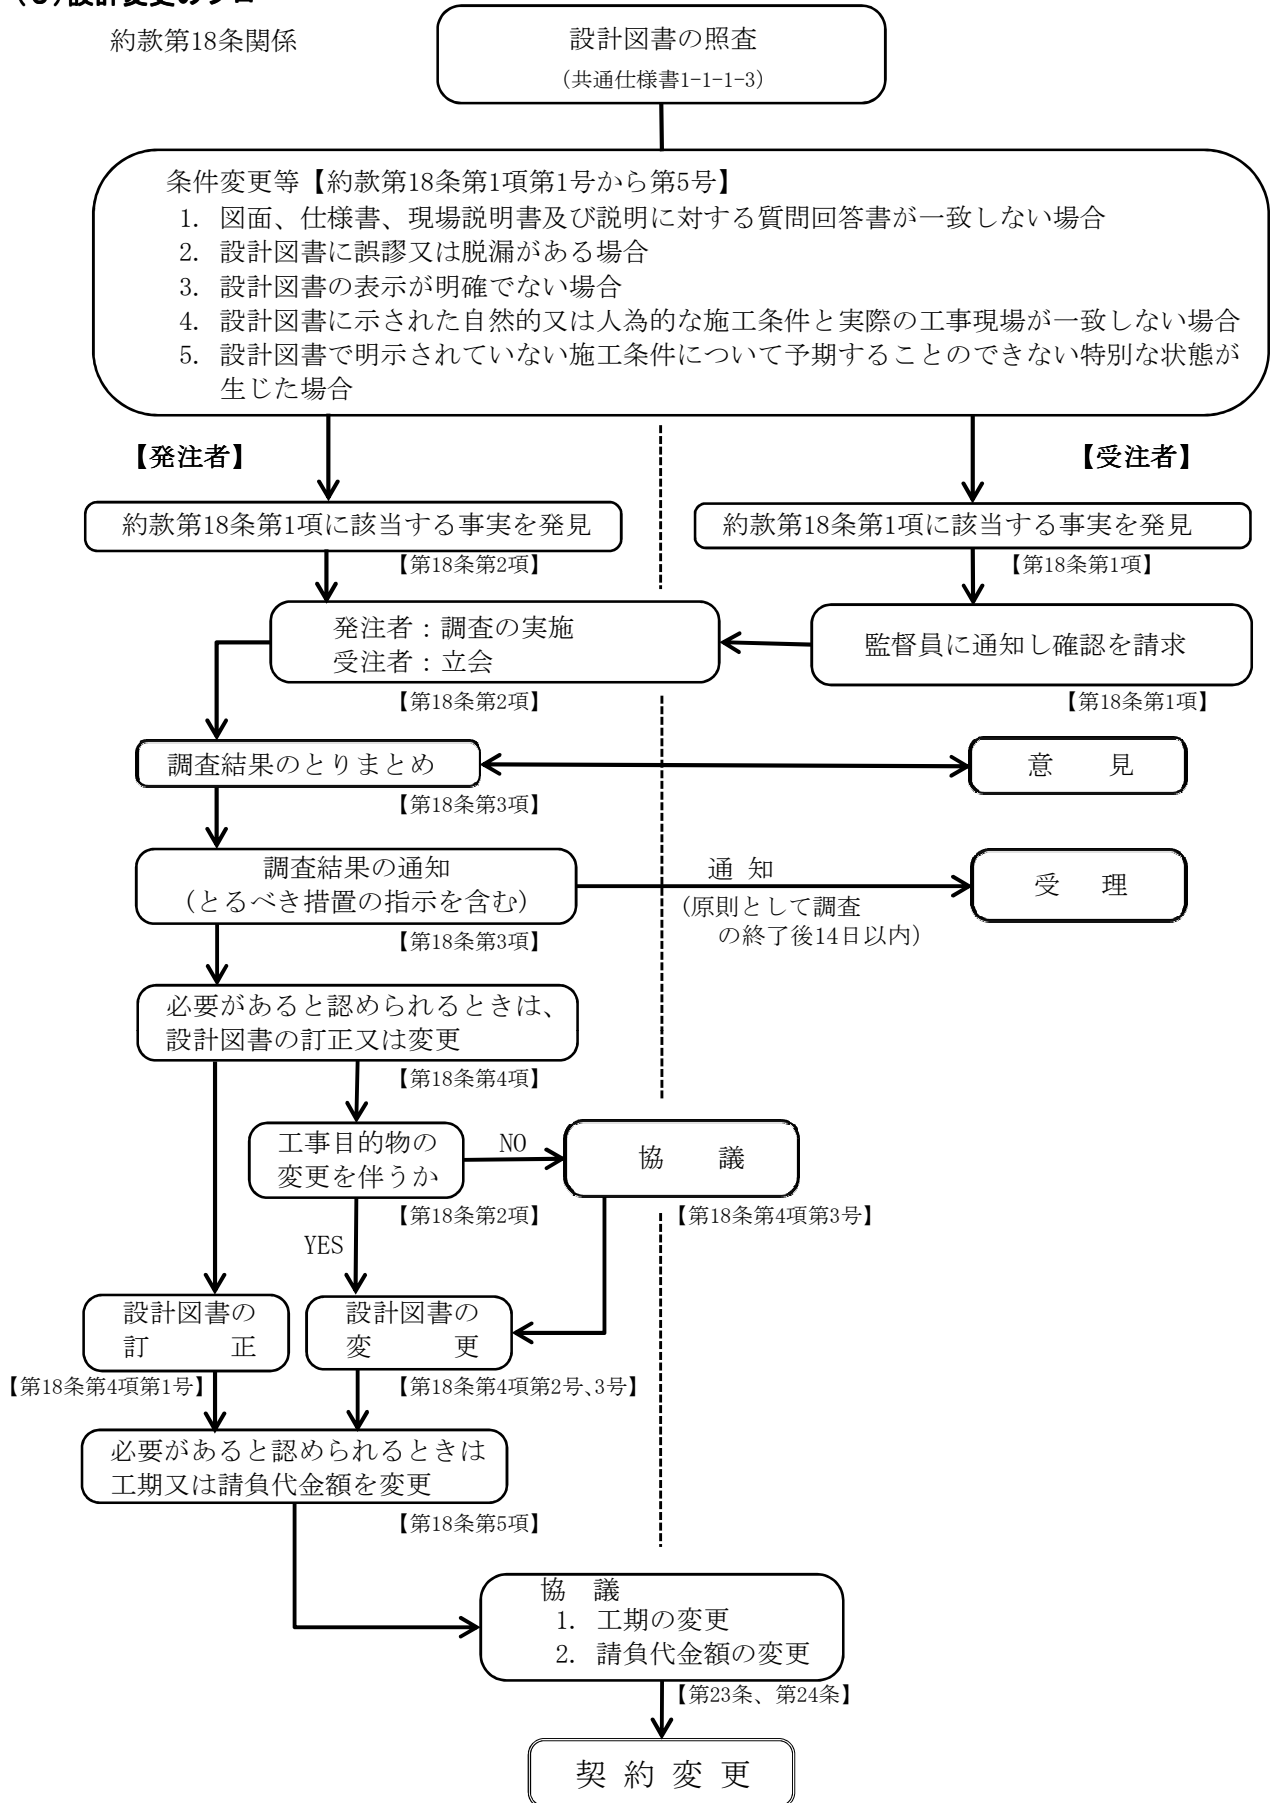 約款第18条関係
設計図書の照査
(共通仕様書1-1-1-3)
条件変更等【約款第18条第1項第1号から第5号】
1. 図面、仕様書、現場説明書及び説明に対する質問回答書が一致しない場合
2. 設計図書に誤謬又は脱漏がある場合
3. 設計図書の表示が明確でない場合
4. 設計図書に示された自然的又は人為的な施工条件と実際の工事現場が一致しない場合
5. 設計図書で明示されていない施工条件について予期することのできない特別な状態が
生じた場合
【発注者】
【受注者】
約款第18条第1項に該当する事実を発見
約款第18条第1項に該当する事実を発見
【第18条第2項】
【第18条第1項】
発注者：調査の実施
受注者：立会
監督員に通知し確認を請求
【第18条第2項】
【第18条第1項】
調査結果のとりまとめ
意　見
【第18条第3項】
調査結果の通知
(とるべき措置の指示を含む)
通 知
(原則として調査
の終了後14日以内)
受　理
【第18条第3項】
必要があると認められるときは、
設計図書の訂正又は変更
【第18条第4項】
工事目的物の
変更を伴うか
NO
協　議
【第18条第2項】
【第18条第4項第3号】
YES
設計図書の
訂　正
設計図書の
変　更
【第18条第4項第1号】
【第18条第4項第2号、3号】
必要があると認められるときは
工期又は請負代金額を変更
【第18条第5項】
協　議
1. 工期の変更
2. 請負代金額の変更
【第23条、第24条】
契 約 変 更